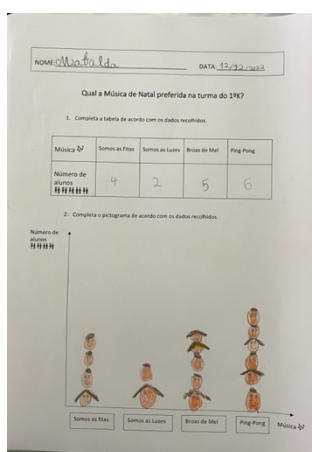 NOME: Mafalda DATA: 12/12/2023
Qual a Música de Natal preferida na turma do 1ºK?
1. Completa a tabela de acordo com os dados recolhidos.
Música Somos as Fitas Somos as Luzes Broas de Mel Ping-Pong
Número de alunos 4 2 5 6
2. Completa o pictograma de acordo com os dados recolhidos.
Número de
alunos
Somos as fitas Somos as Luzes Broas de Mel Ping-Pong Música